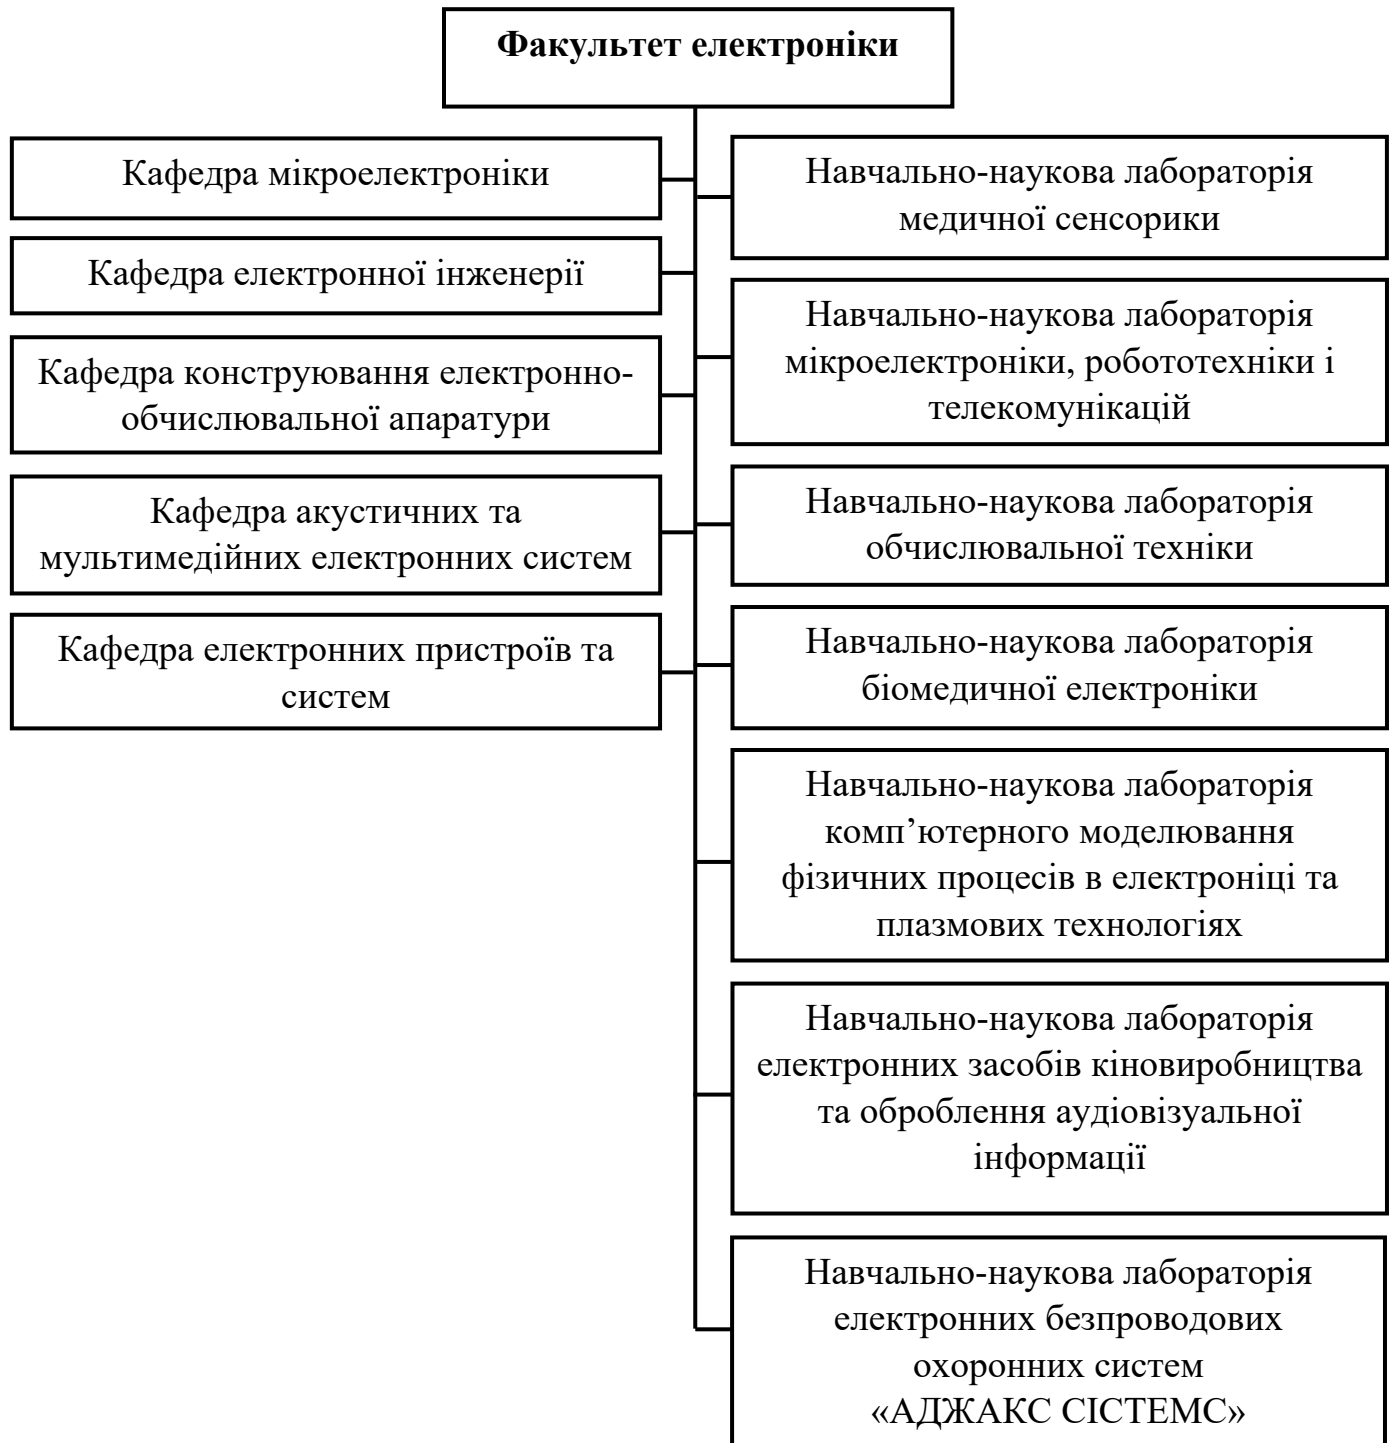 Факультет електроніки
Кафедра мікроелектроніки
Кафедра електронної інженерії
Кафедра конструювання електронно-
обчислювальної апаратури
Кафедра акустичних та
мультимедійних електронних систем
Кафедра електронних пристроїв та
систем
Навчально-наукова лабораторія
медичної сенсорики
Навчально-наукова лабораторія
мікроелектроніки, робототехніки і
телекомунікацій
Навчально-наукова лабораторія
обчислювальної техніки
Навчально-наукова лабораторія
біомедичної електроніки
Навчально-наукова лабораторія
комп’ютерного моделювання
фізичних процесів в електроніці та
плазмових технологіях
Навчально-наукова лабораторія
електронних засобів кіновиробництва
та оброблення аудіовізуальної
інформації
Навчально-наукова лабораторія
електронних безпроводових
охоронних систем
«АДЖАКС СІСТЕМС»